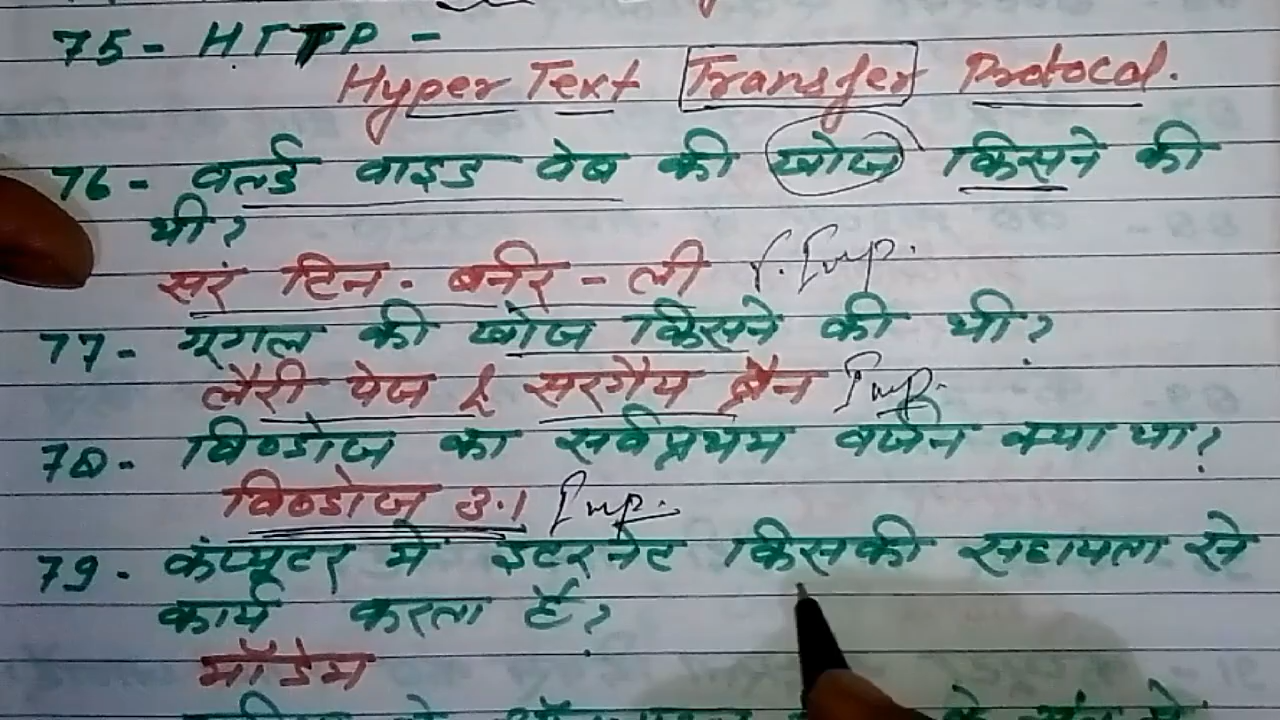 75- HTTP -
Hyper Text Transfer Protocal.
76- वर्ल्ड वाइड वेब की खोज किसने की
थी?
सर टिन. बर्नर - ली V. Imp.
77- गूगल की खोज किसने की थी?
लैरी पेज & सरगैय ब्रैन Imp.
78- विण्डोज का सर्वप्रथम वर्जन क्या था?
विण्डोज 3.1 Imp.
79. कंप्यूटर में इंटरनेट किसकी सहायता से
कार्य करता है?
मॉडेम